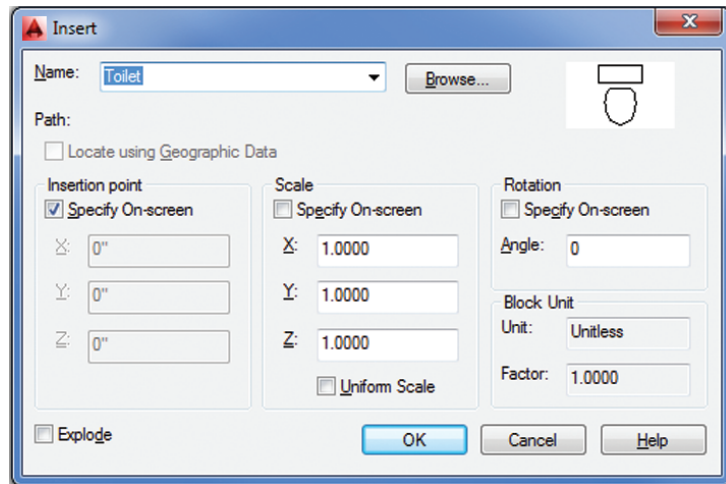 Insert
Name: Toilet Browse...
Path:
Locate using Geographic Data
Insertion point
Specify On-screen
X: 0"
Y: 0"
Z: 0"
Scale
Specify On-screen
X: 1.0000
Y: 1.0000
Z: 1.0000
Uniform Scale
Rotation
Specify On-screen
Angle: 0
Block Unit
Unit: Unitless
Factor: 1.0000
Explode
OK Cancel Help